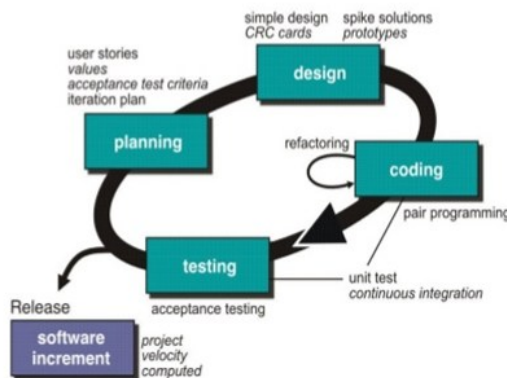 simple design
CRC cards
spike solutions
prototypes
user stories
values
acceptance test criteria
iteration plan
design
planning
refactoring
coding
pair programming
testing
unit test
continuous integration
acceptance testing
Release
software
increment
project
velocity
computed